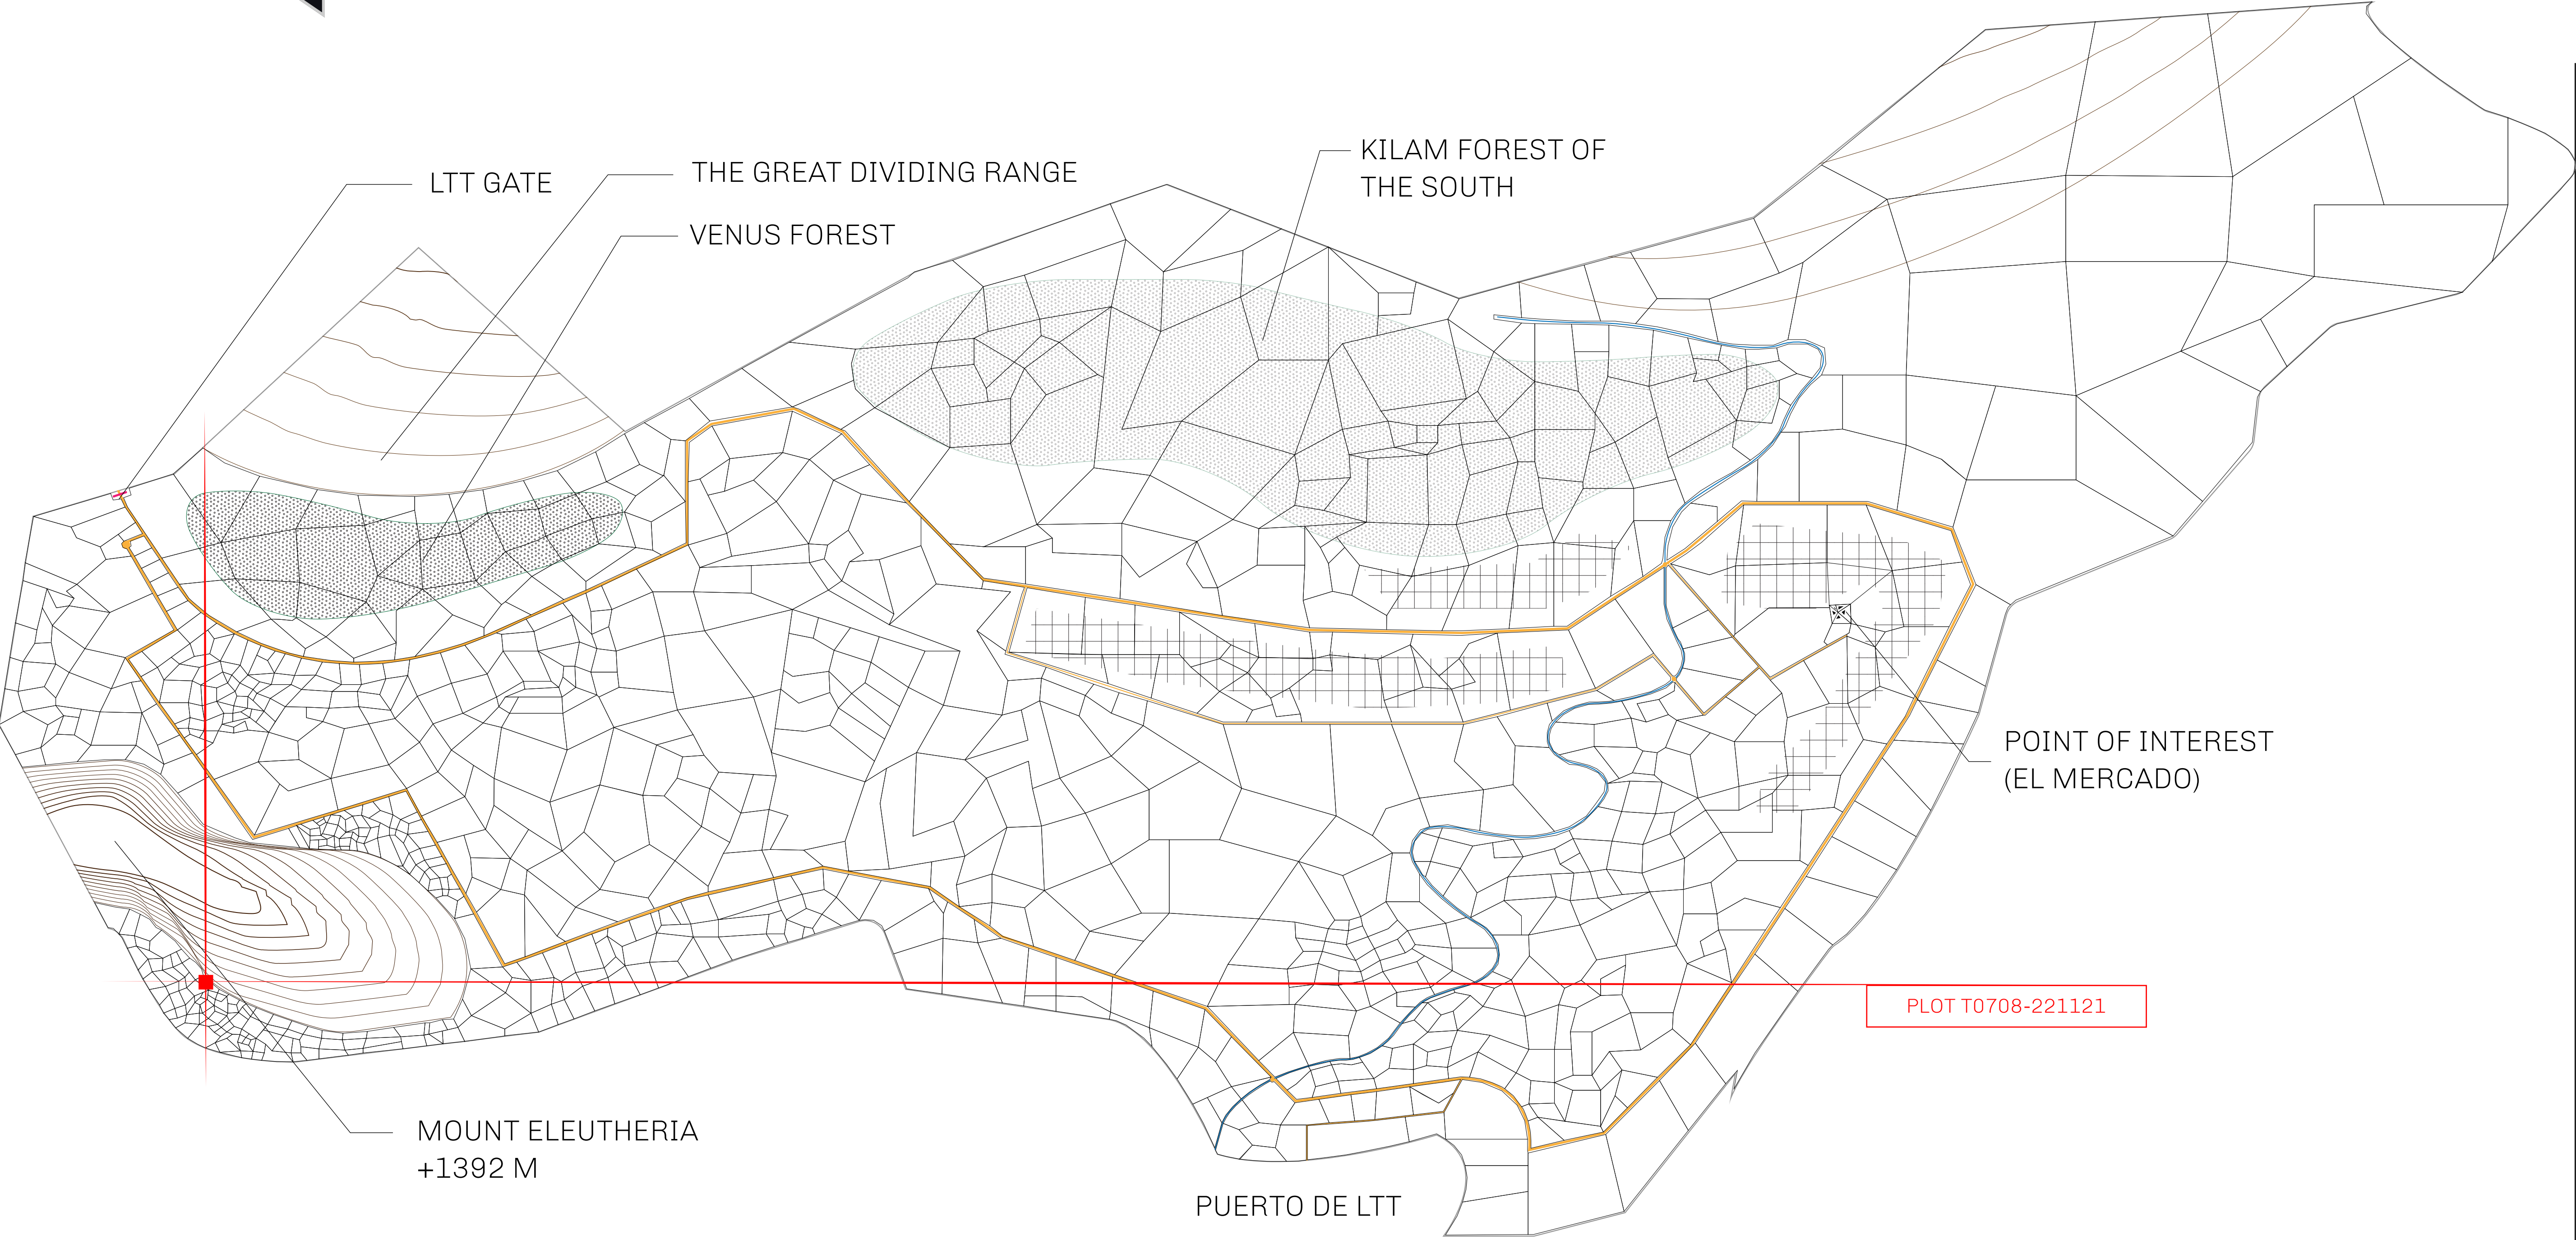 LTT GATE
THE GREAT DIVIDING RANGE
VENUS FOREST
KILAM FOREST OF
THE SOUTH
POINT OF INTEREST
(EL MERCADO)
PLOT T0708-221121
MOUNT ELEUTHERIA
+1392 M
PUERTO DE LTT